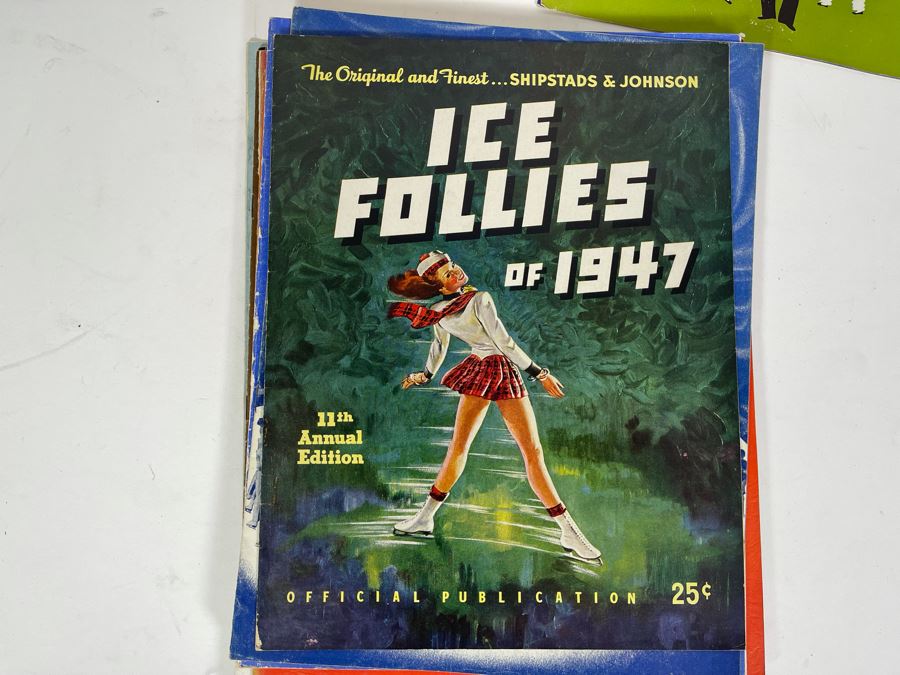 The Original and Finest...SHIPSTADS & JOHNSON
ICE
FOLLIES
OF 1947
11th
Annual
Edition
OFFICIAL PUBLICATION 25¢